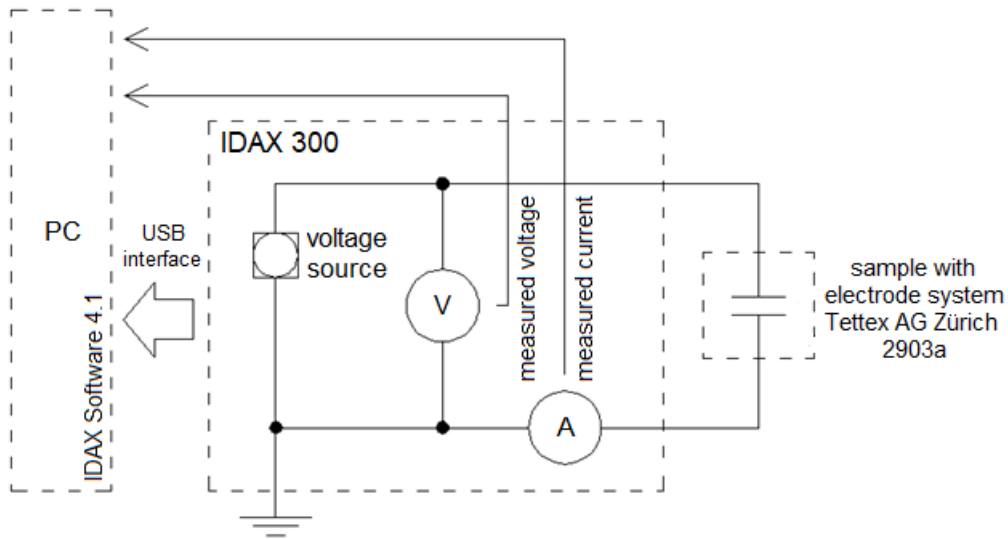 IDAX 300
PC
USB
interface
voltage
source
V
measured voltage
measured current
sample with
electrode system
Tettex AG Zürich
2903a
IDAX Software 4.1
A